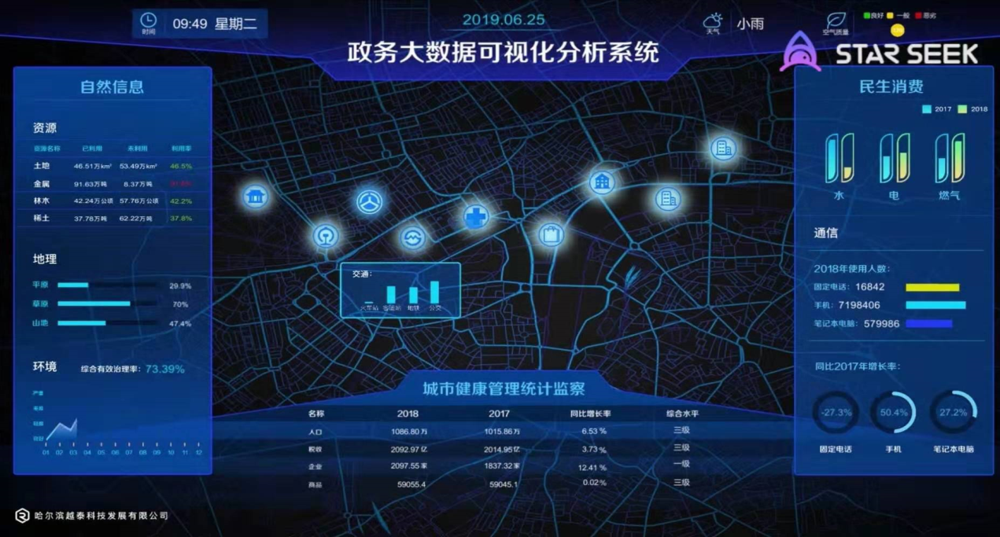 时间 09:49 星期二
2019.06.25
天气 小雨
空气质量
良好 一般 恶劣
政务大数据可视化分析系统
STAR SEEK
自然信息
资源
资源名称 已利用 未利用 利用率
土地 46.51万km² 53.49万km² 46.5%
金属 91.63万吨 8.37万吨
林木 42.24万公顷 57.76万公顷 42.2%
稀土 37.78万吨 62.22万吨 37.8%
地理
平原 29.9%
草原 70%
山地 47.4%
环境 综合有效治理率: 73.39%
严重
良好
01 02 03 04 05 06 07 08 09 10 11 12
交通:
火车站 客运站 地铁 公交
城市健康管理统计监察
名称 2018 2017 同比增长率 综合水平
人口 1086.80万 1015.86万 6.53 % 三级
税收 2092.97亿 2014.95亿 3.73 % 三级
企业 2097.55家 1837.32家 12.41 % 一级
商品 59055.4 59045.1 0.02% 三级
民生消费
2017 2018
水 电 燃气
通信
2018年使用人数:
固定电话: 16842
手机: 7198406
笔记本电脑: 579986
同比2017年增长率:
-27.3% 50.4% 27.2%
固定电话 手机 笔记本电脑
哈尔滨越泰科技发展有限公司